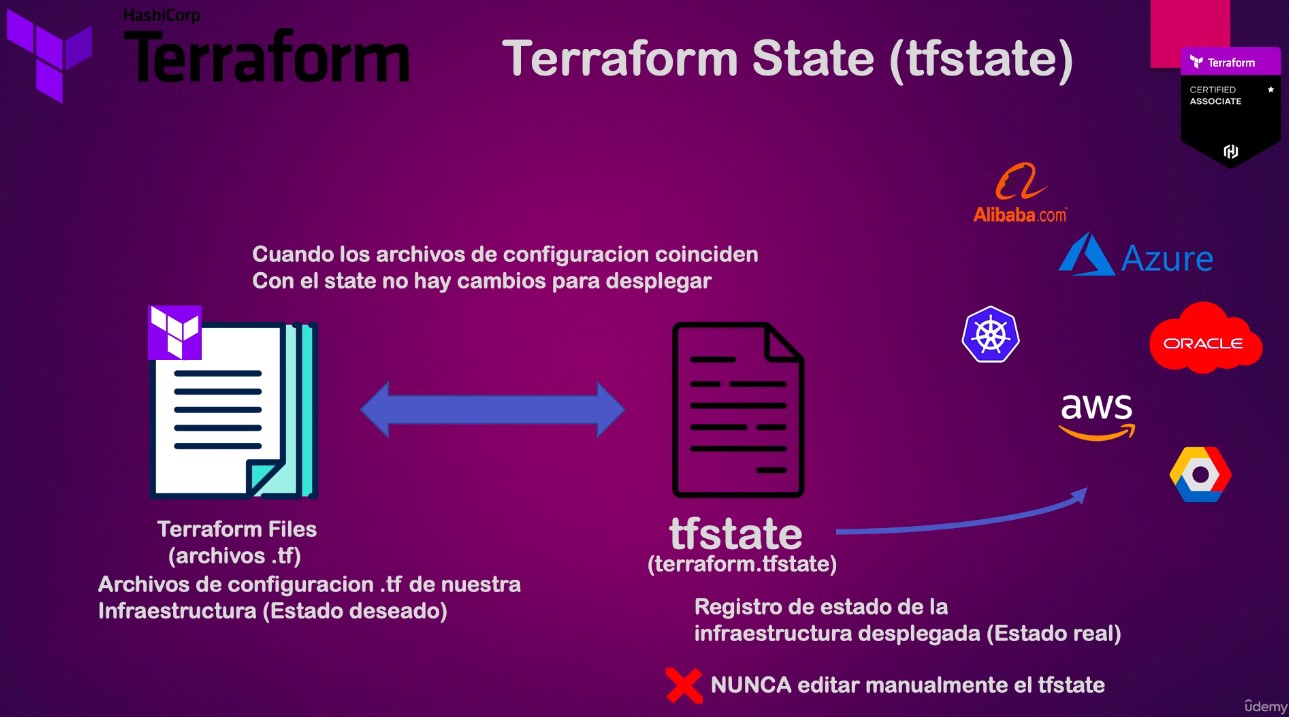 HashiCorp
Terraform
Terraform State (tfstate)
Terraform
CERTIFIED
ASSOCIATE
Alibaba.com
Azure
Cuando los archivos de configuracion coinciden
Con el state no hay cambios para desplegar
ORACLE
aws
Terraform Files
(archivos .tf)
Archivos de configuracion .tf de nuestra
Infraestructura (Estado deseado)
tfstate
(terraform.tfstate)
Registro de estado de la
infraestructura desplegada (Estado real)
NUNCA editar manualmente el tfstate
ûdemy